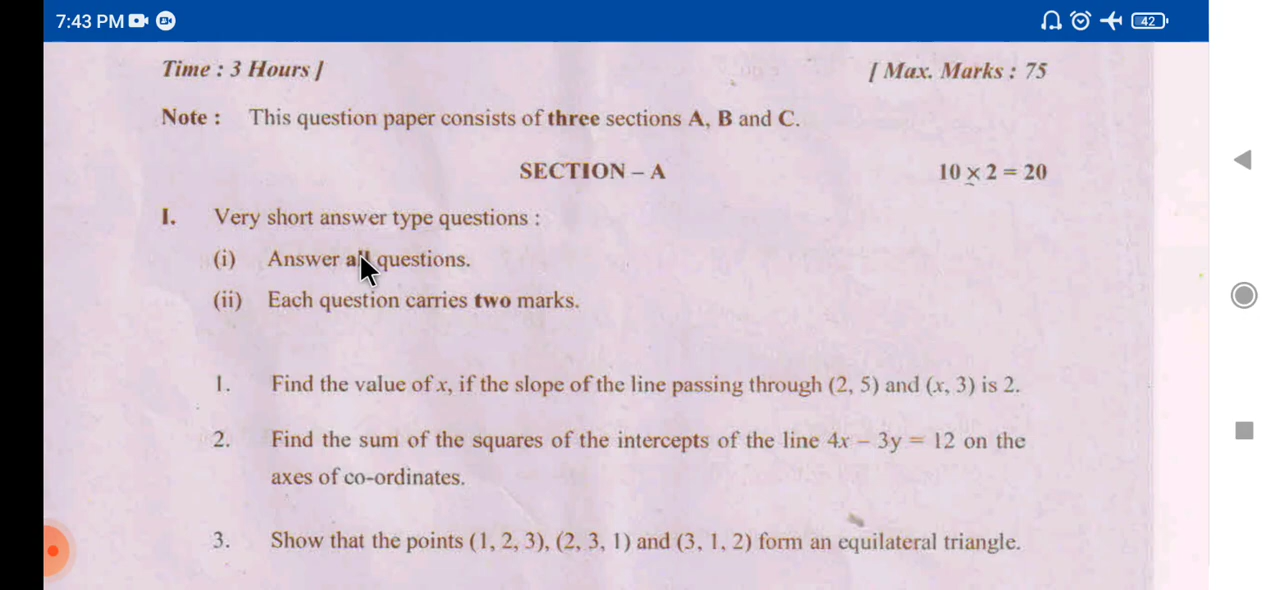 7:43 PM
42
Time : 3 Hours ]
[ Max. Marks : 75
Note : This question paper consists of three sections A, B and C.
SECTION – A
10 × 2 = 20
I. Very short answer type questions :
(i) Answer all questions.
(ii) Each question carries two marks.
1. Find the value of x, if the slope of the line passing through (2, 5) and (x, 3) is 2.
2. Find the sum of the squares of the intercepts of the line 4x – 3y = 12 on the
axes of co-ordinates.
3. Show that the points (1, 2, 3), (2, 3, 1) and (3, 1, 2) form an equilateral triangle.